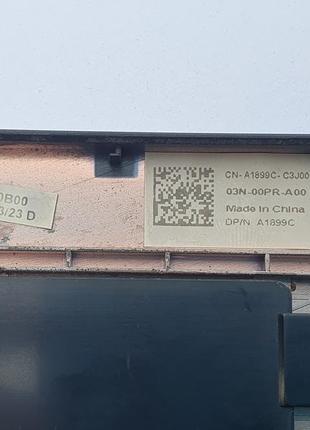 0B00
3/23 D
CN- A1899C- C3J00
03N-00PR-A00
Made in China
DP/N A1899C